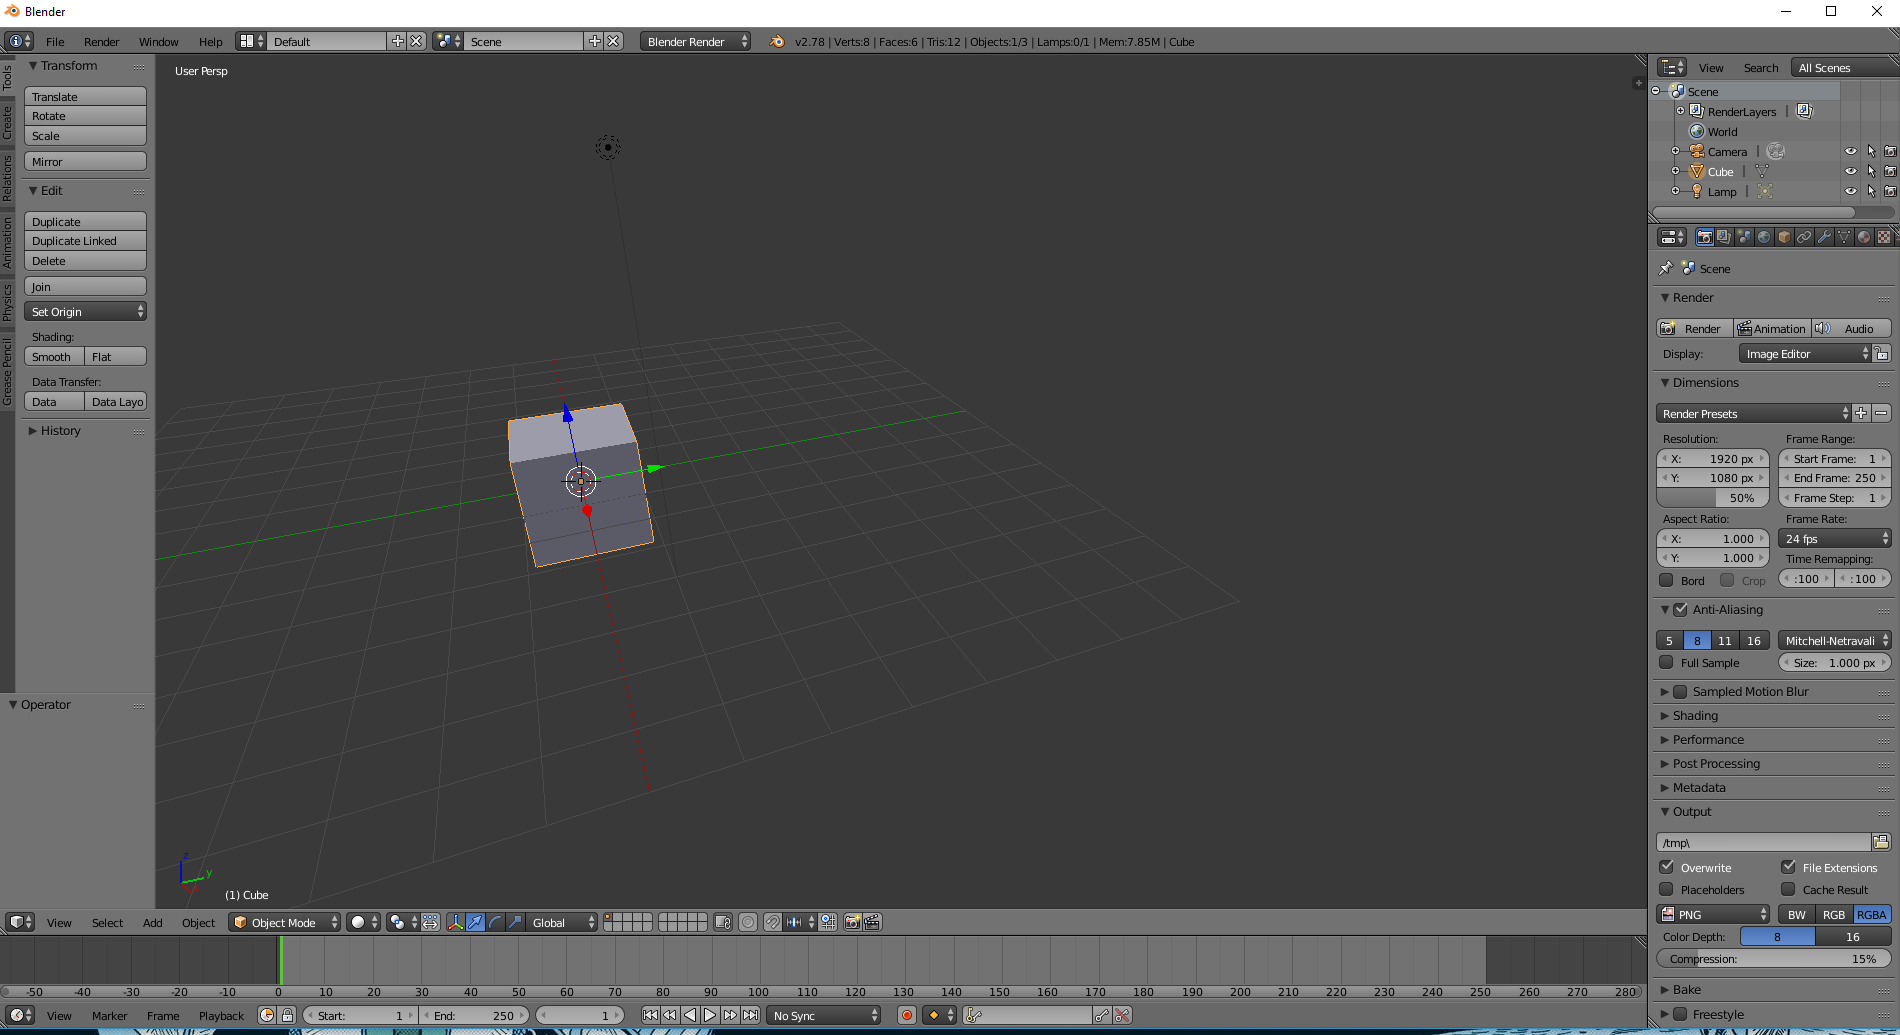 Blender
File Render Window Help Default Scene Blender Render v2.78 | Verts:8 | Faces:6 | Tris:12 | Objects:1/3 | Lamps:0/1 | Mem:7.85M | Cube
Tools
Create
Relations
Animation
Physics
Grease Pencil
Transform
Translate
Rotate
Scale
Mirror
Edit
Duplicate
Duplicate Linked
Delete
Join
Set Origin
Shading:
Smooth Flat
Data Transfer:
Data Data Layo
History
Operator
User Persp
z
y
(1) Cube
View Search All Scenes
Scene
RenderLayers |
World
Camera |
Cube |
Lamp |
Scene
Render
Render Animation Audio
Display: Image Editor
Dimensions
Render Presets
Resolution: Frame Range:
X: 1920 px Start Frame: 1
Y: 1080 px End Frame: 250
50% Frame Step: 1
Aspect Ratio: Frame Rate:
X: 1.000 24 fps
Y: 1.000 Time Remapping:
Bord Crop :100 :100
Anti-Aliasing
5 8 11 16 Mitchell-Netravali
Full Sample Size: 1.000 px
Sampled Motion Blur
Shading
Performance
Post Processing
Metadata
Output
/tmp\
Overwrite File Extensions
Placeholders Cache Result
PNG BW RGB RGBA
Color Depth: 8 16
Compression: 15%
Bake
Freestyle
View Select Add Object Object Mode Global
-50 -40 -30 -20 -10 0 10 20 30 40 50 60 70 80 90 100 110 120 130 140 150 160 170 180 190 200 210 220 230 240 250 260 270 280
View Marker Frame Playback Start: 1 End: 250 1 No Sync